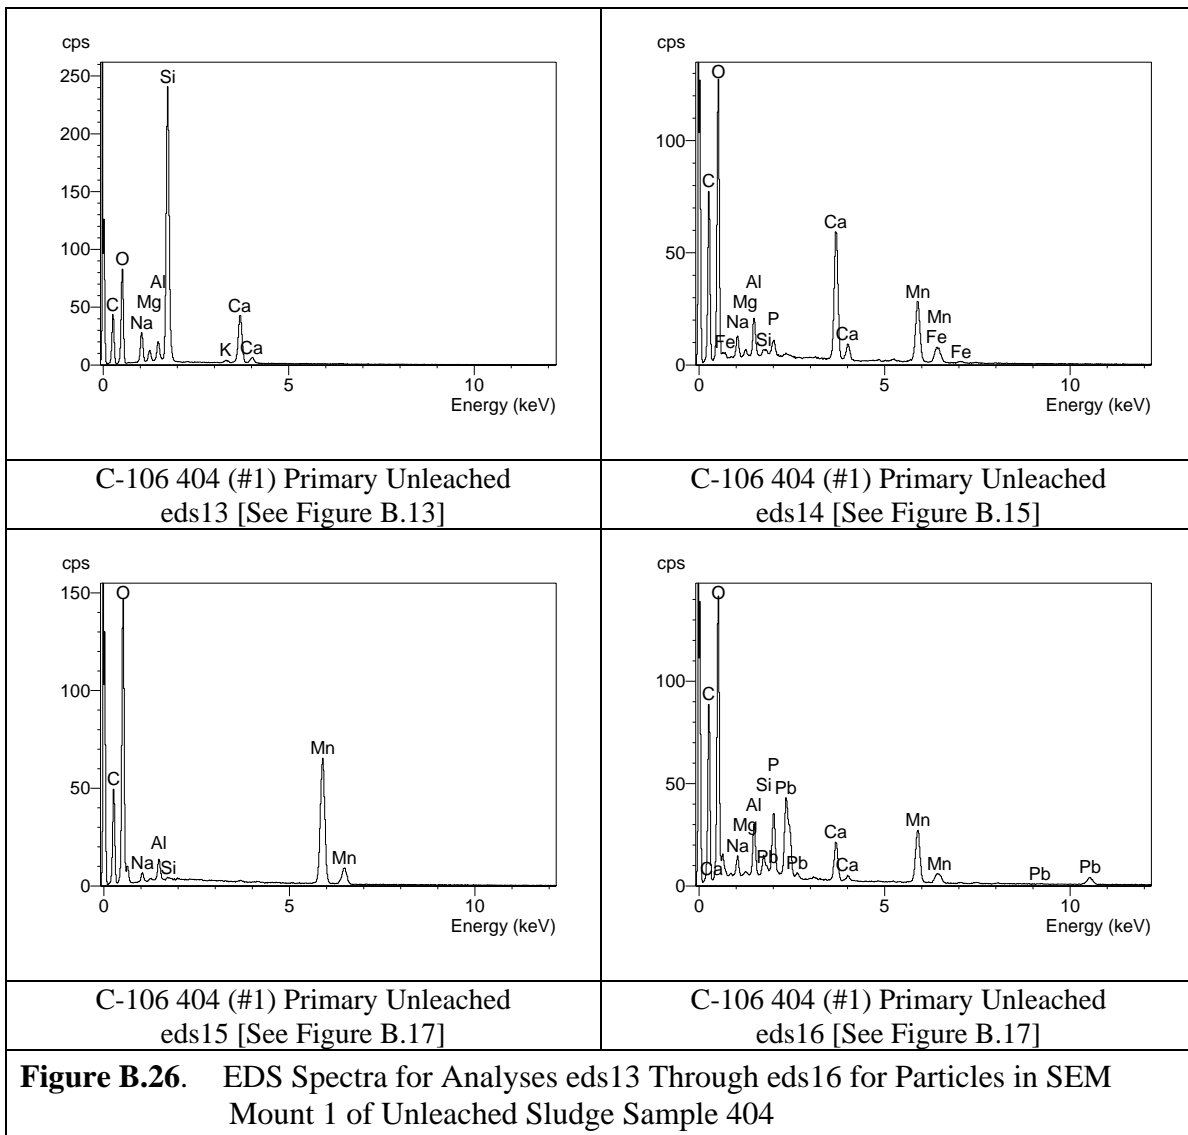 cps
250
200
150
100
50
0
Si
O
C
Al
Mg
Na
K
Ca
Ca
0
5
10
Energy (keV)
cps
100
50
0
O
C
Ca
Al
Mg
Na
P
Fe
Si
Ca
Mn
Mn
Fe
Fe
0
5
10
Energy (keV)
C-106 404 (#1) Primary Unleached
eds13 [See Figure B.13]
C-106 404 (#1) Primary Unleached
eds14 [See Figure B.15]
cps
150
100
50
0
O
C
Al
Na
Si
Mn
Mn
0
5
10
Energy (keV)
cps
100
50
0
O
C
P
Si
Pb
Al
Mg
Na
Ca
Pb
Pb
Ca
Ca
Mn
Mn
Pb
Pb
0
5
10
Energy (keV)
C-106 404 (#1) Primary Unleached
eds15 [See Figure B.17]
C-106 404 (#1) Primary Unleached
eds16 [See Figure B.17]
Figure B.26. EDS Spectra for Analyses eds13 Through eds16 for Particles in SEM
Mount 1 of Unleached Sludge Sample 404